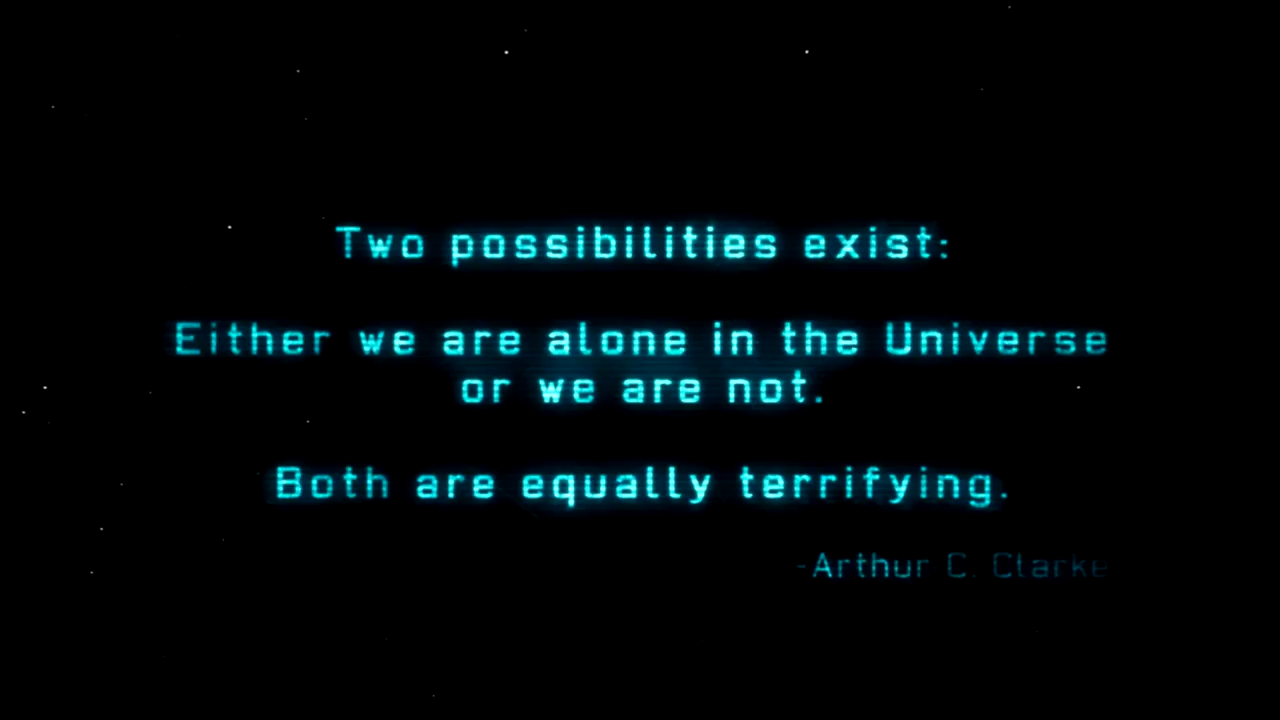 Two possibilities exist:
Either we are alone in the Universe
or we are not.
Both are equally terrifying.
-Arthur C. Clarke